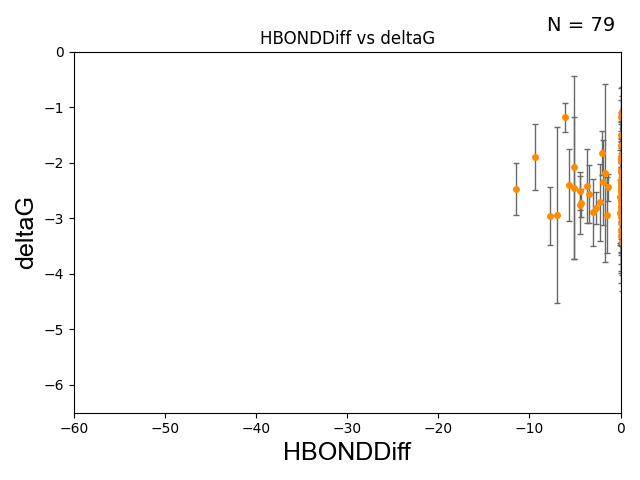 N = 79
HBONDDiff vs deltaG
0
−1
−2
−3
−4
−5
−6
deltaG
−60 −50 −40 −30 −20 −10 0
HBONDDiff